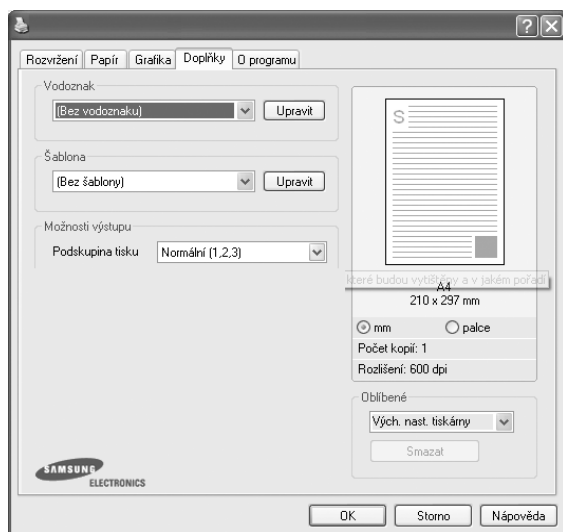 Rozvržení Papír Grafika Doplňky O programu
Vodoznak
(Bez vodoznaku) Upravit
Šablona
(Bez šablony) Upravit
Možnosti výstupu
Podskupina tisku Normální (1,2,3)
S
které budou vytištěny a v jakém pořadí
A4
210 x 297 mm
mm palce
Počet kopií: 1
Rozlišení: 600 dpi
Oblíbené
Vých. nast. tiskárny
Smazat
SAMSUNG
ELECTRONICS
OK Storno Nápověda